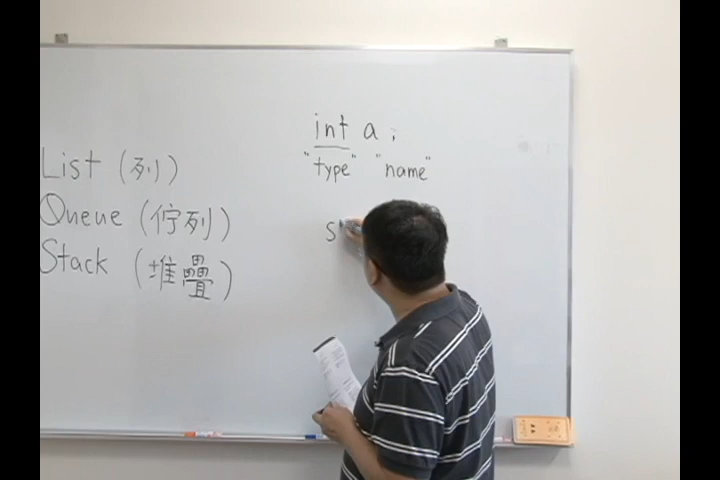 List (列)
Queue (佇列)
Stack (堆疊)
int a ;
"type" "name"